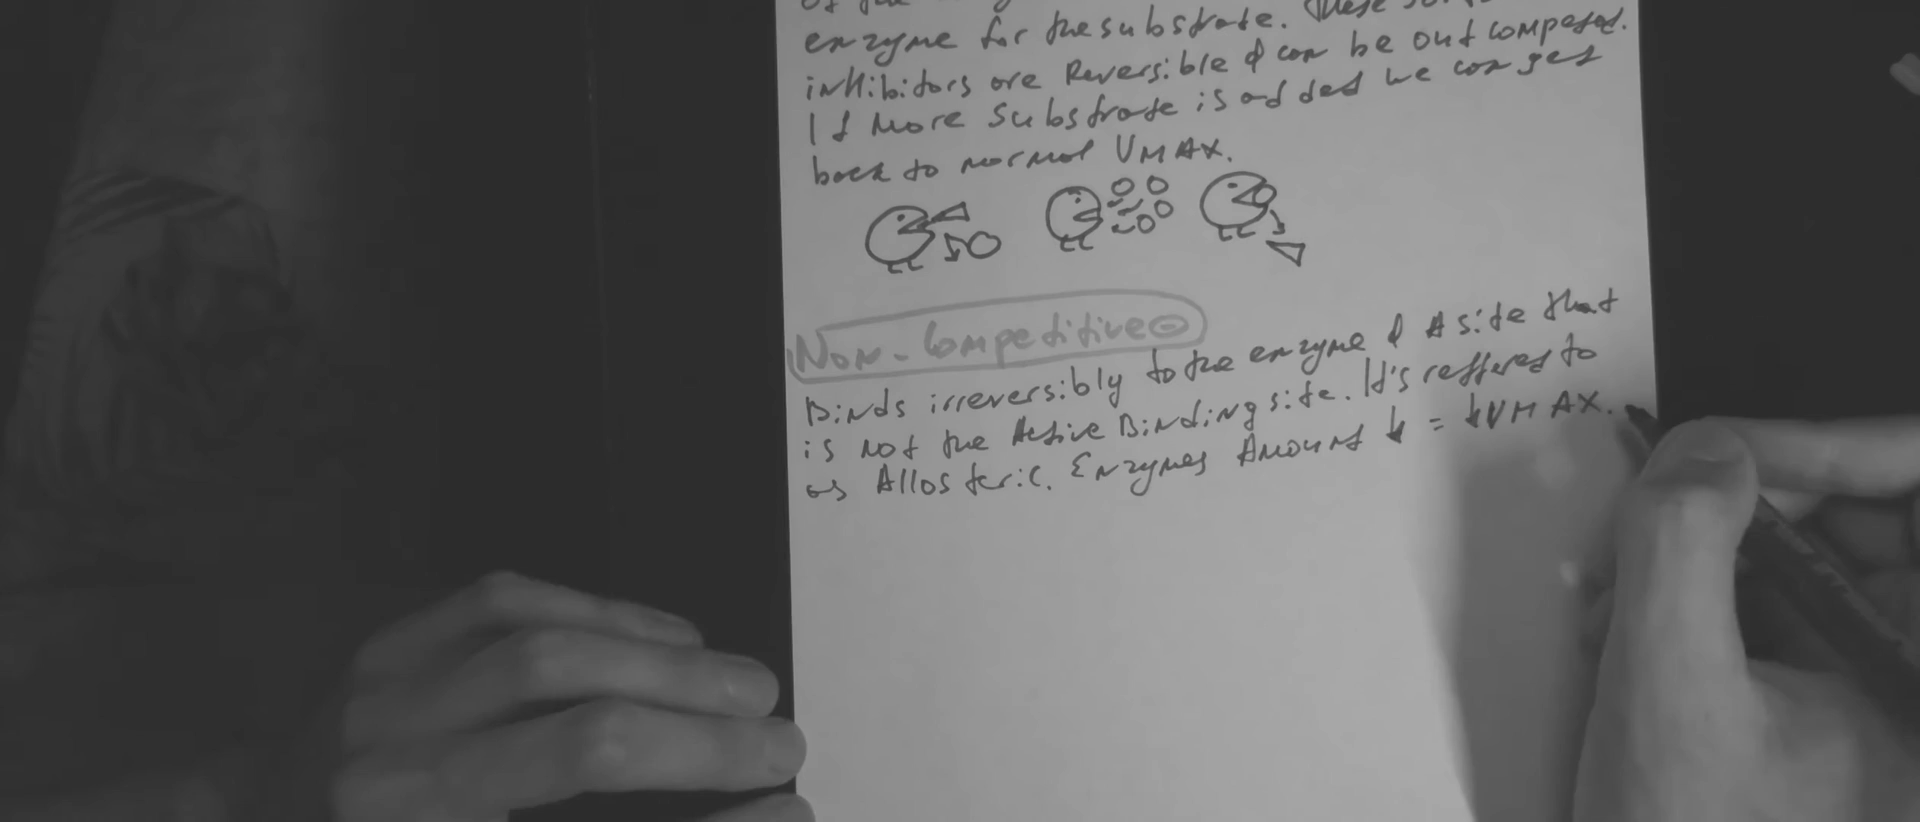 of the
enzyme for the substrate. These
inhibitors are Reversible & can be out competed.
If more substrate is added we can get
back to normal VMAX.
Non-Competitive ⊖
Binds irreversibly to the enzyme & A site that
is not the Active Binding site. It's reffered to
as Allosteric. Enzymes Amount ↓ = ↓VMAX.